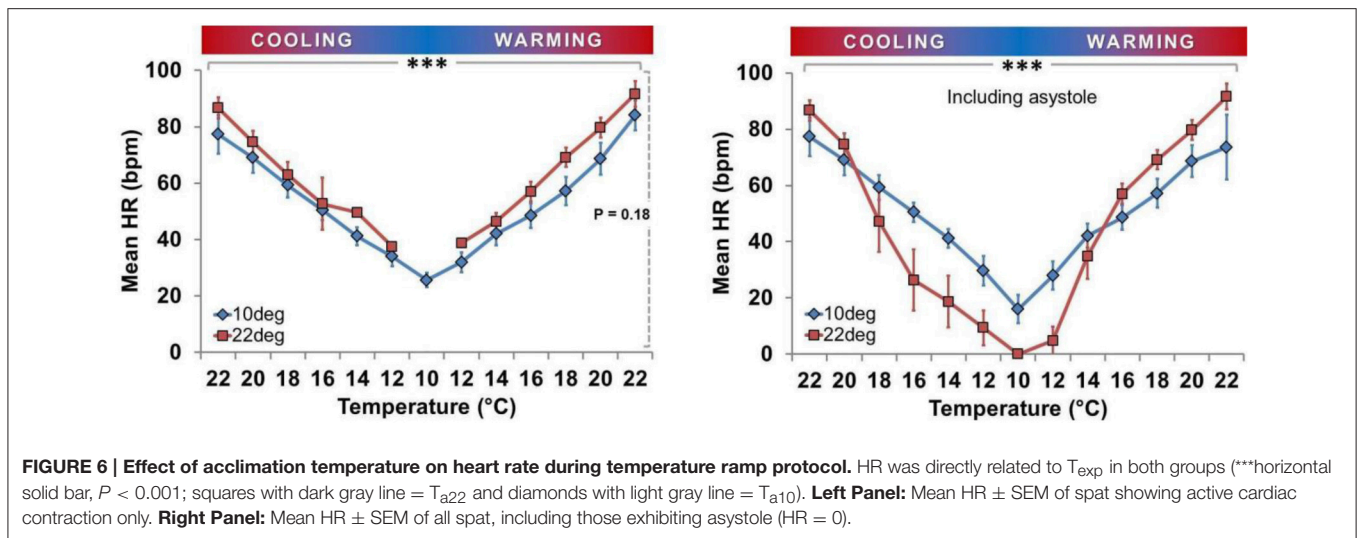 COOLING WARMING
***
100
80
60
40
20
0
Mean HR (bpm)
P = 0.18
10deg
22deg
22 20 18 16 14 12 10 12 14 16 18 20 22
Temperature (°C)
COOLING WARMING
***
Including asystole
100
80
60
40
20
0
Mean HR (bpm)
10deg
22deg
22 20 18 16 14 12 10 12 14 16 18 20 22
Temperature (°C)
FIGURE 6 | Effect of acclimation temperature on heart rate during temperature ramp protocol. HR was directly related to Texp in both groups (***horizontal
solid bar, P < 0.001; squares with dark gray line = Ta22 and diamonds with light gray line = Ta10). Left Panel: Mean HR ± SEM of spat showing active cardiac
contraction only. Right Panel: Mean HR ± SEM of all spat, including those exhibiting asystole (HR = 0).